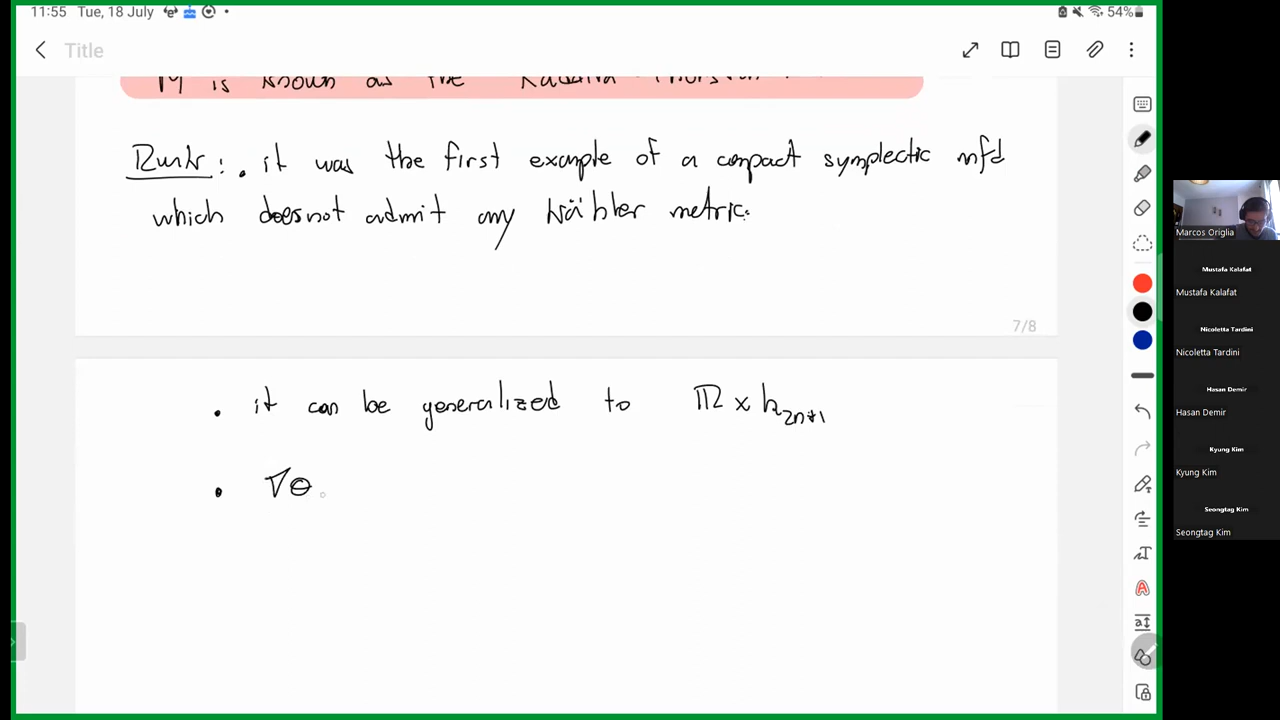 11:55 Tue, 18 July
54%
Title
M is known as the Kodaira-Thurston
Rmk: . it was the first example of a compact symplectic mfd
which doesnot admit any Kähler metric.
7/8
. it can be generalized to ℝ × h2n+1
. ∇θ
Marcos Origlia
Mustafa Kalafat
Mustafa Kalafat
Nicoletta Tardini
Nicoletta Tardini
Hasan Demir
Hasan Demir
Kyung Kim
Kyung Kim
Seongtag Kim
Seongtag Kim